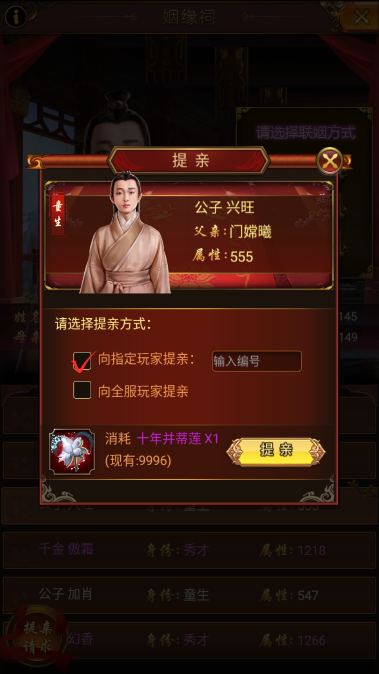 姻缘祠
请选择联姻方式
提亲
童生
公子 兴旺
父亲:门嫦曦
属性:555
145
149
请选择提亲方式:
向指定玩家提亲: 输入编号
向全服玩家提亲
消耗 十年并蒂莲 X1
(现有:9996)
提亲
千金 傲霜 身份:秀才 属性:1218
公子 加肖 身份:童生 属性:547
幻香 身份:秀才 属性:1266
提亲
请求